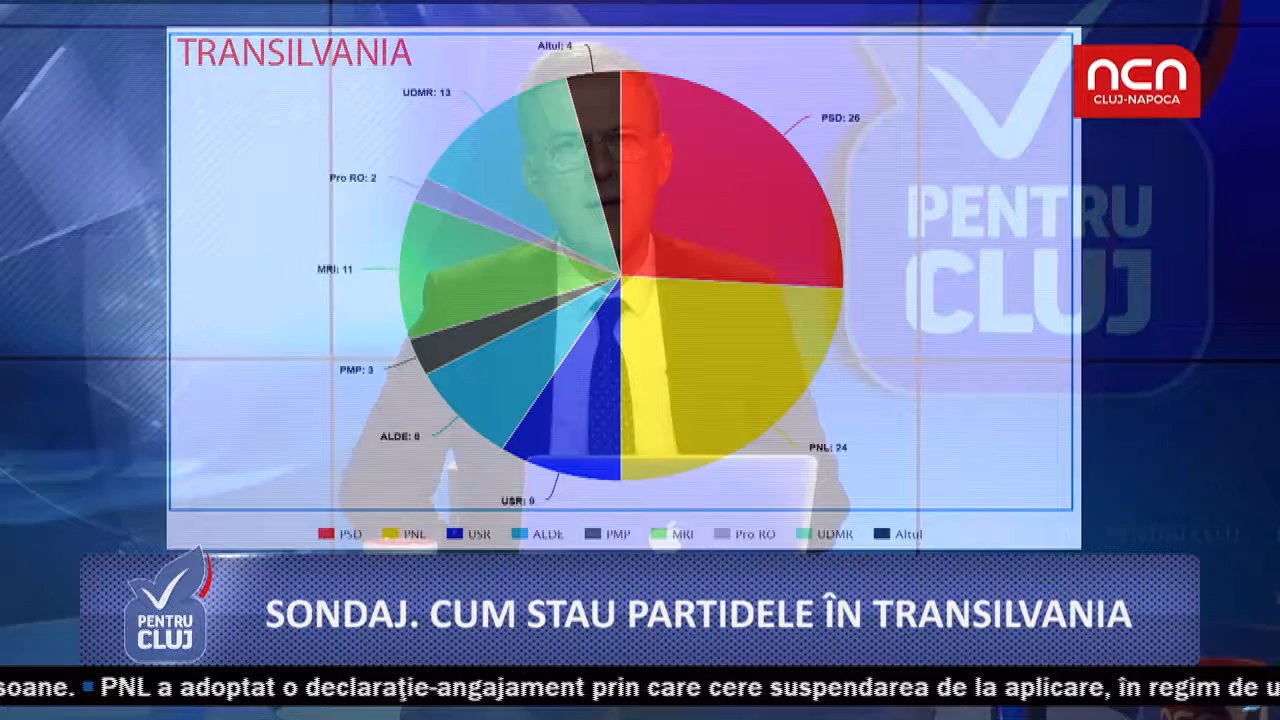 TRANSILVANIA
Altul: 4
UDMR: 13
PSD: 26
Pro RO: 2
MRI: 11
PMP: 3
ALDE: 8
PNL: 24
USR: 9
PSD
PNL
USR
ALDE
PMP
MRI
Pro RO
UDMR
Altul
ncn
CLUJ-NAPOCA
PENTRU
CLUJ
PENTRU
CLUJ
SONDAJ. CUM STAU PARTIDELE ÎN TRANSILVANIA
soane. ▪ PNL a adoptat o declaraţie-angajament prin care cere suspendarea de la aplicare, în regim de u